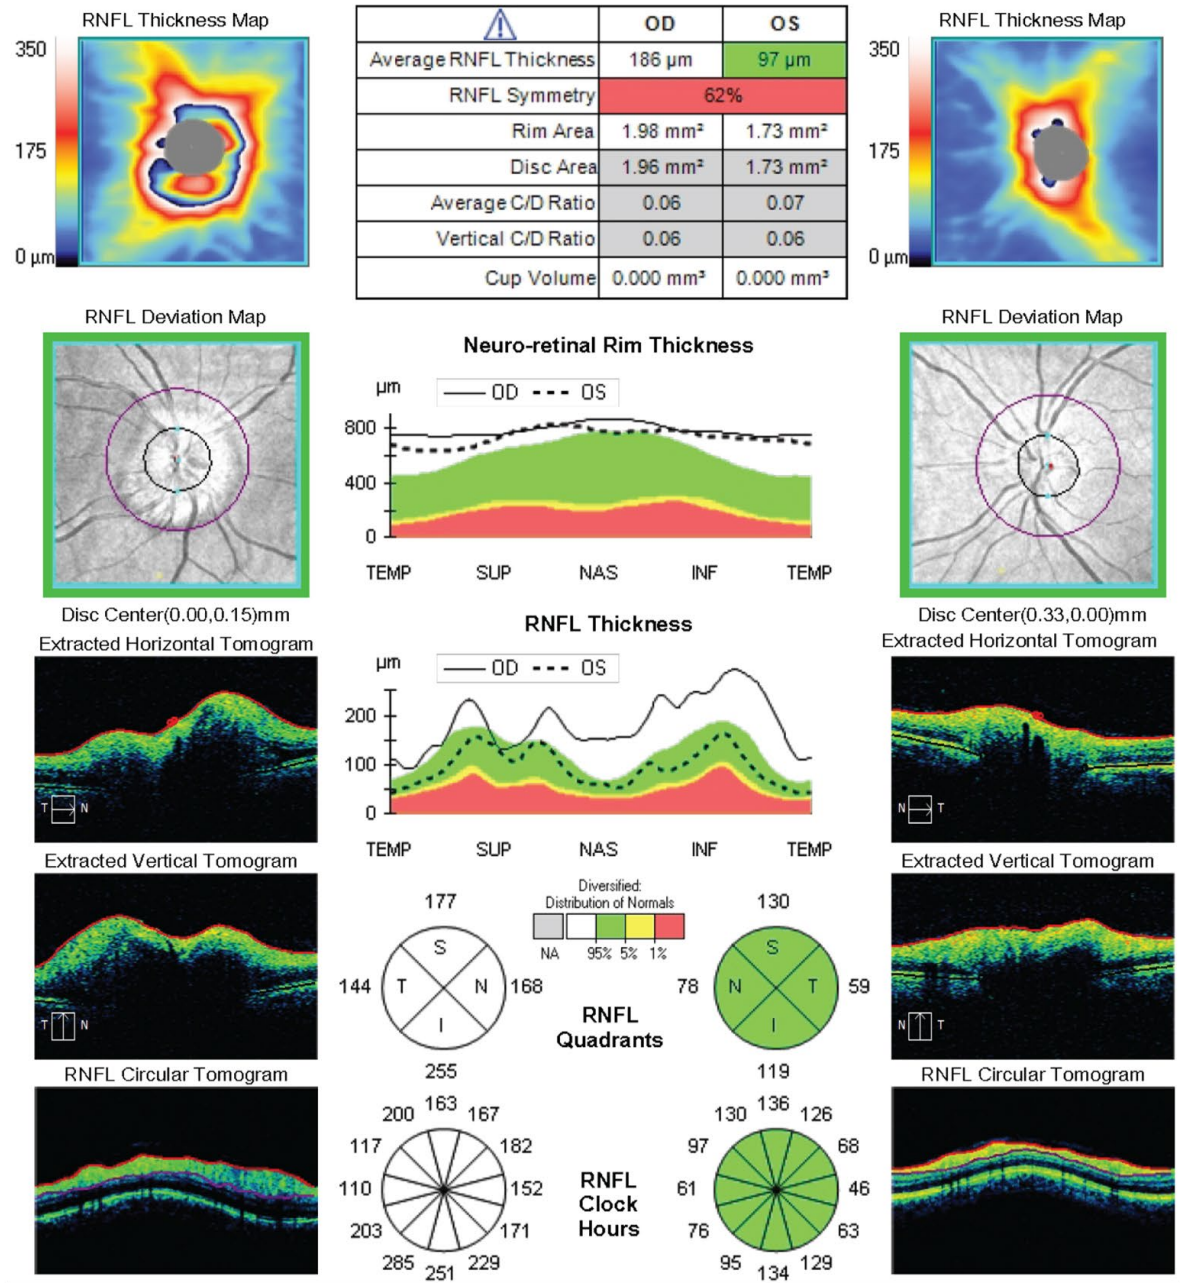 RNFL Thickness Map
350
175
0 µm
OD OS
Average RNFL Thickness 186 µm 97 µm
RNFL Symmetry 62%
Rim Area 1.98 mm² 1.73 mm²
Disc Area 1.96 mm² 1.73 mm²
Average C/D Ratio 0.06 0.07
Vertical C/D Ratio 0.06 0.06
Cup Volume 0.000 mm³ 0.000 mm³
RNFL Thickness Map
350
175
0 µm
RNFL Deviation Map
Disc Center(0.00,0.15)mm
Neuro-retinal Rim Thickness
µm
OD OS
800
400
0
TEMP SUP NAS INF TEMP
RNFL Deviation Map
Disc Center(0.33,0.00)mm
Extracted Horizontal Tomogram
T N
RNFL Thickness
µm
OD OS
200
100
0
TEMP SUP NAS INF TEMP
Extracted Horizontal Tomogram
N T
Extracted Vertical Tomogram
T N
Diversified:
Distribution of Normals
NA 95% 5% 1%
177
S
144 T N 168
I
255
RNFL
Quadrants
130
S
78 N T 59
I
119
Extracted Vertical Tomogram
N T
RNFL Circular Tomogram
200 163 167
117 182
110 152
203 171
285 251 229
RNFL
Clock
Hours
130 136 126
97 68
61 46
76 63
95 134 129
RNFL Circular Tomogram